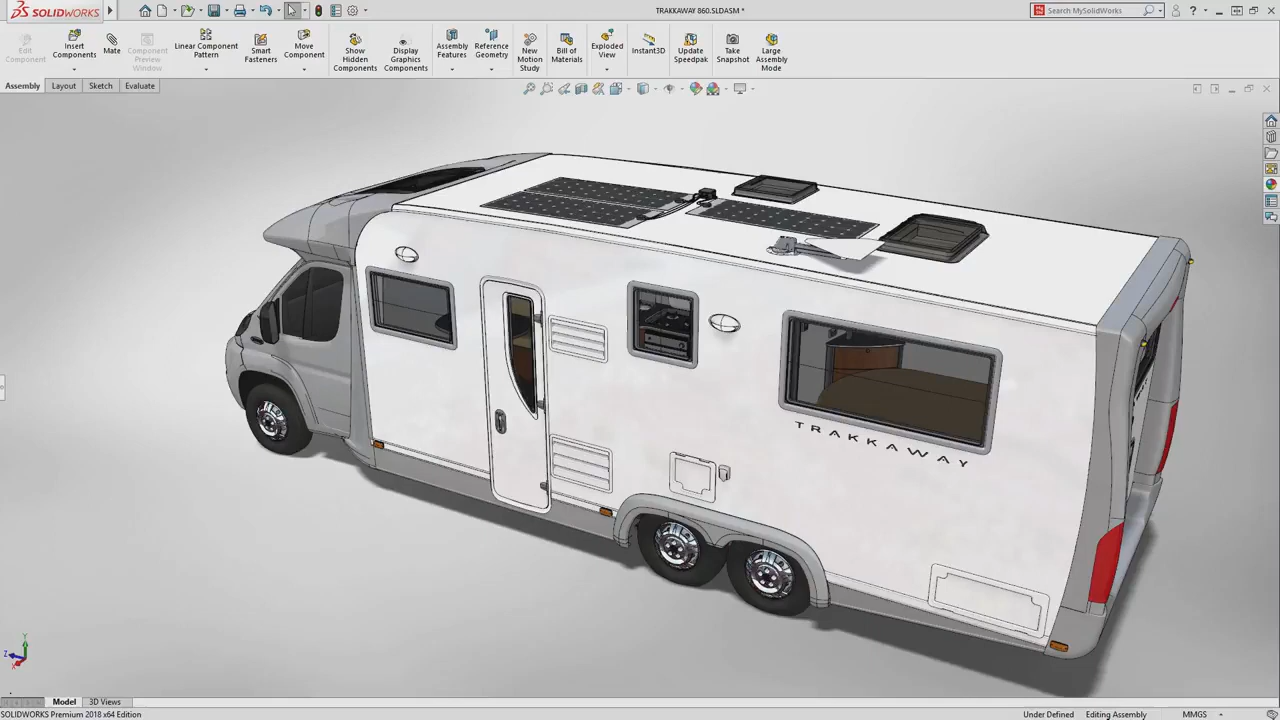 SOLIDWORKS
TRAKKAWAY 860.SLDASM *
Search MySolidWorks
Edit Component
Insert Components
Mate
Component Preview Window
Linear Component Pattern
Smart Fasteners
Move Component
Show Hidden Components
Display Graphics Components
Assembly Features
Reference Geometry
New Motion Study
Bill of Materials
Exploded View
Instant3D
Update Speedpak
Take Snapshot
Large Assembly Mode
Assembly
Layout
Sketch
Evaluate
TRAKKAWAY
Y
Z
X
Model
3D Views
SOLIDWORKS Premium 2018 x64 Edition
Under Defined
Editing Assembly
MMGS